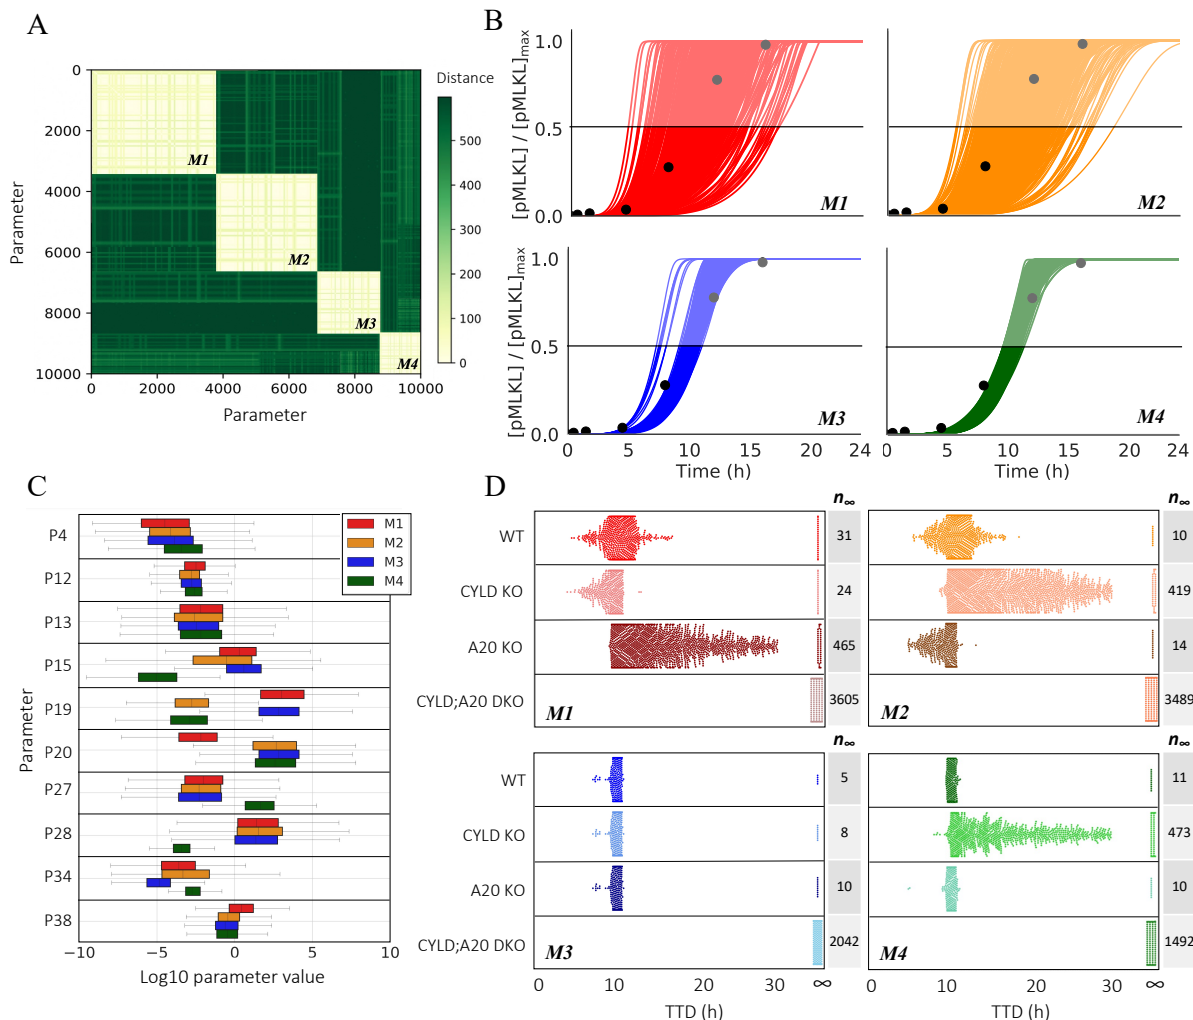 A
0
2000
4000
6000
8000
10000
Parameter
0
2000
4000
6000
8000
10000
Parameter
M1
M2
M3
M4
Distance
500
400
300
200
100
0
B
[pMLKL] / [pMLKL]max
1.0
0.5
0.0
M1
M2
[pMLKL] / [pMLKL]max
1.0
0.5
0.0
M3
M4
0 5 10 15 24
Time (h)
0 5 10 15 24
Time (h)
C
Parameter
P4
P12
P13
P15
P19
P20
P27
P28
P34
P38
M1
M2
M3
M4
−10 −5 0 5 10
Log10 parameter value
D
n∞
n∞
WT
31
10
CYLD KO
24
419
A20 KO
465
14
CYLD;A20 DKO
M1
3605
M2
3489
n∞
n∞
WT
5
11
CYLD KO
8
473
A20 KO
10
10
CYLD;A20 DKO
M3
2042
M4
1492
0 10 20 30 ∞
TTD (h)
0 10 20 30 ∞
TTD (h)